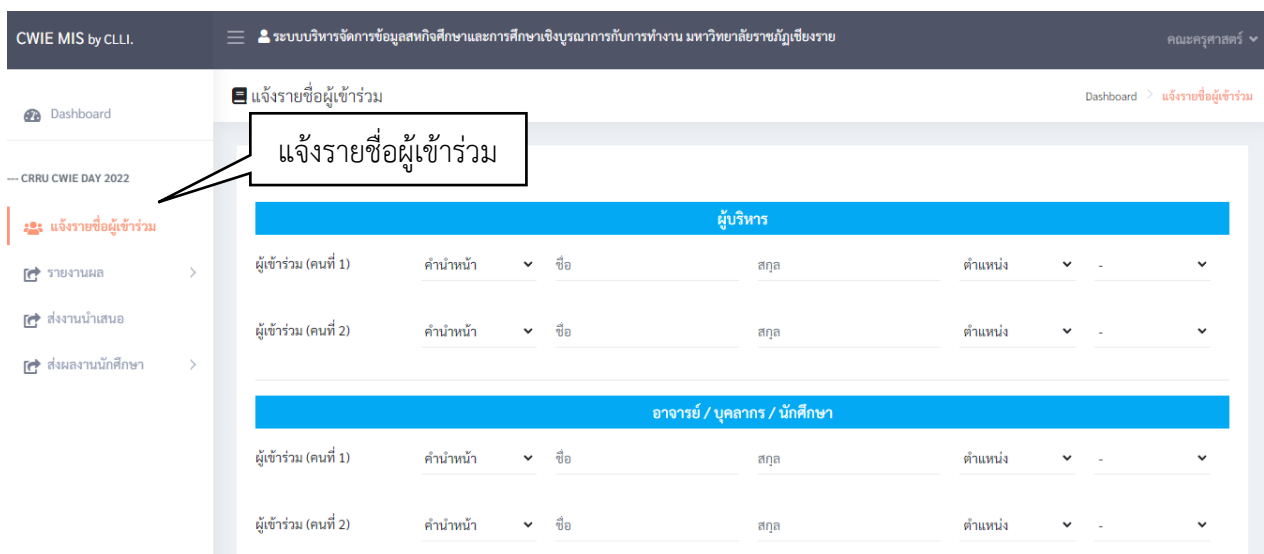 CWIE MIS by CLLI.
ระบบบริหารจัดการข้อมูลสหกิจศึกษาและการศึกษาเชิงบูรณาการกับการทำงาน มหาวิทยาลัยราชภัฏเชียงราย
คณะครุศาสตร์
แจ้งรายชื่อผู้เข้าร่วม
Dashboard > แจ้งรายชื่อผู้เข้าร่วม
Dashboard
แจ้งรายชื่อผู้เข้าร่วม
--- CRRU CWIE DAY 2022
แจ้งรายชื่อผู้เข้าร่วม
รายงานผล
ส่งงานนำเสนอ
ส่งผลงานนักศึกษา
ผู้บริหาร
ผู้เข้าร่วม (คนที่ 1) คำนำหน้า ชื่อ สกุล ตำแหน่ง -
ผู้เข้าร่วม (คนที่ 2) คำนำหน้า ชื่อ สกุล ตำแหน่ง -
อาจารย์ / บุคลากร / นักศึกษา
ผู้เข้าร่วม (คนที่ 1) คำนำหน้า ชื่อ สกุล ตำแหน่ง -
ผู้เข้าร่วม (คนที่ 2) คำนำหน้า ชื่อ สกุล ตำแหน่ง -